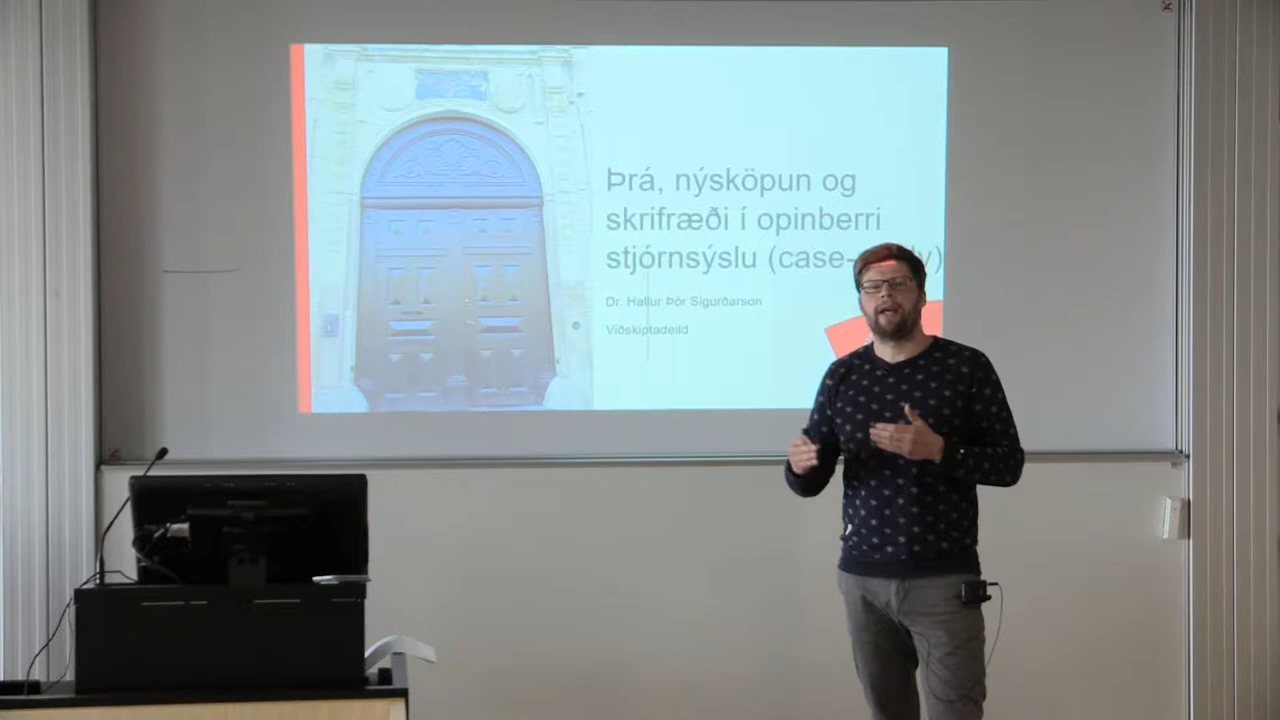 Þrá, nýsköpun og
skrifræði í opinberri
stjórnsýslu (case-
Dr. Hallur Þór Sigurðarson
Viðskiptadeild